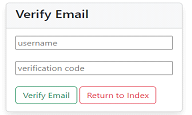 Verify Email
username
verification code
Verify Email Return to Index